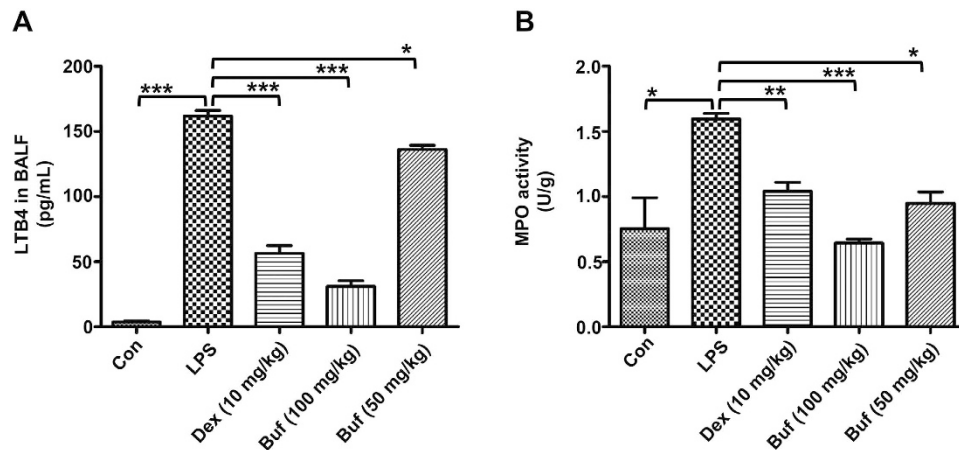 A
LTB4 in BALF
(pg/mL)
200
150
100
50
0
***
***
***
*
Con
LPS
Dex (10 mg/kg)
Buf (100 mg/kg)
Buf (50 mg/kg)
B
MPO activity
(U/g)
2.0
1.5
1.0
0.5
0.0
*
**
***
*
Con
LPS
Dex (10 mg/kg)
Buf (100 mg/kg)
Buf (50 mg/kg)